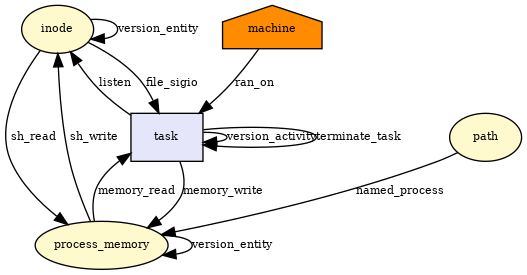 inode
version_entity
machine
listen
file_sigio
ran_on
sh_read
sh_write
task
version_activity
terminate_task
path
memory_read
memory_write
named_process
process_memory
version_entity